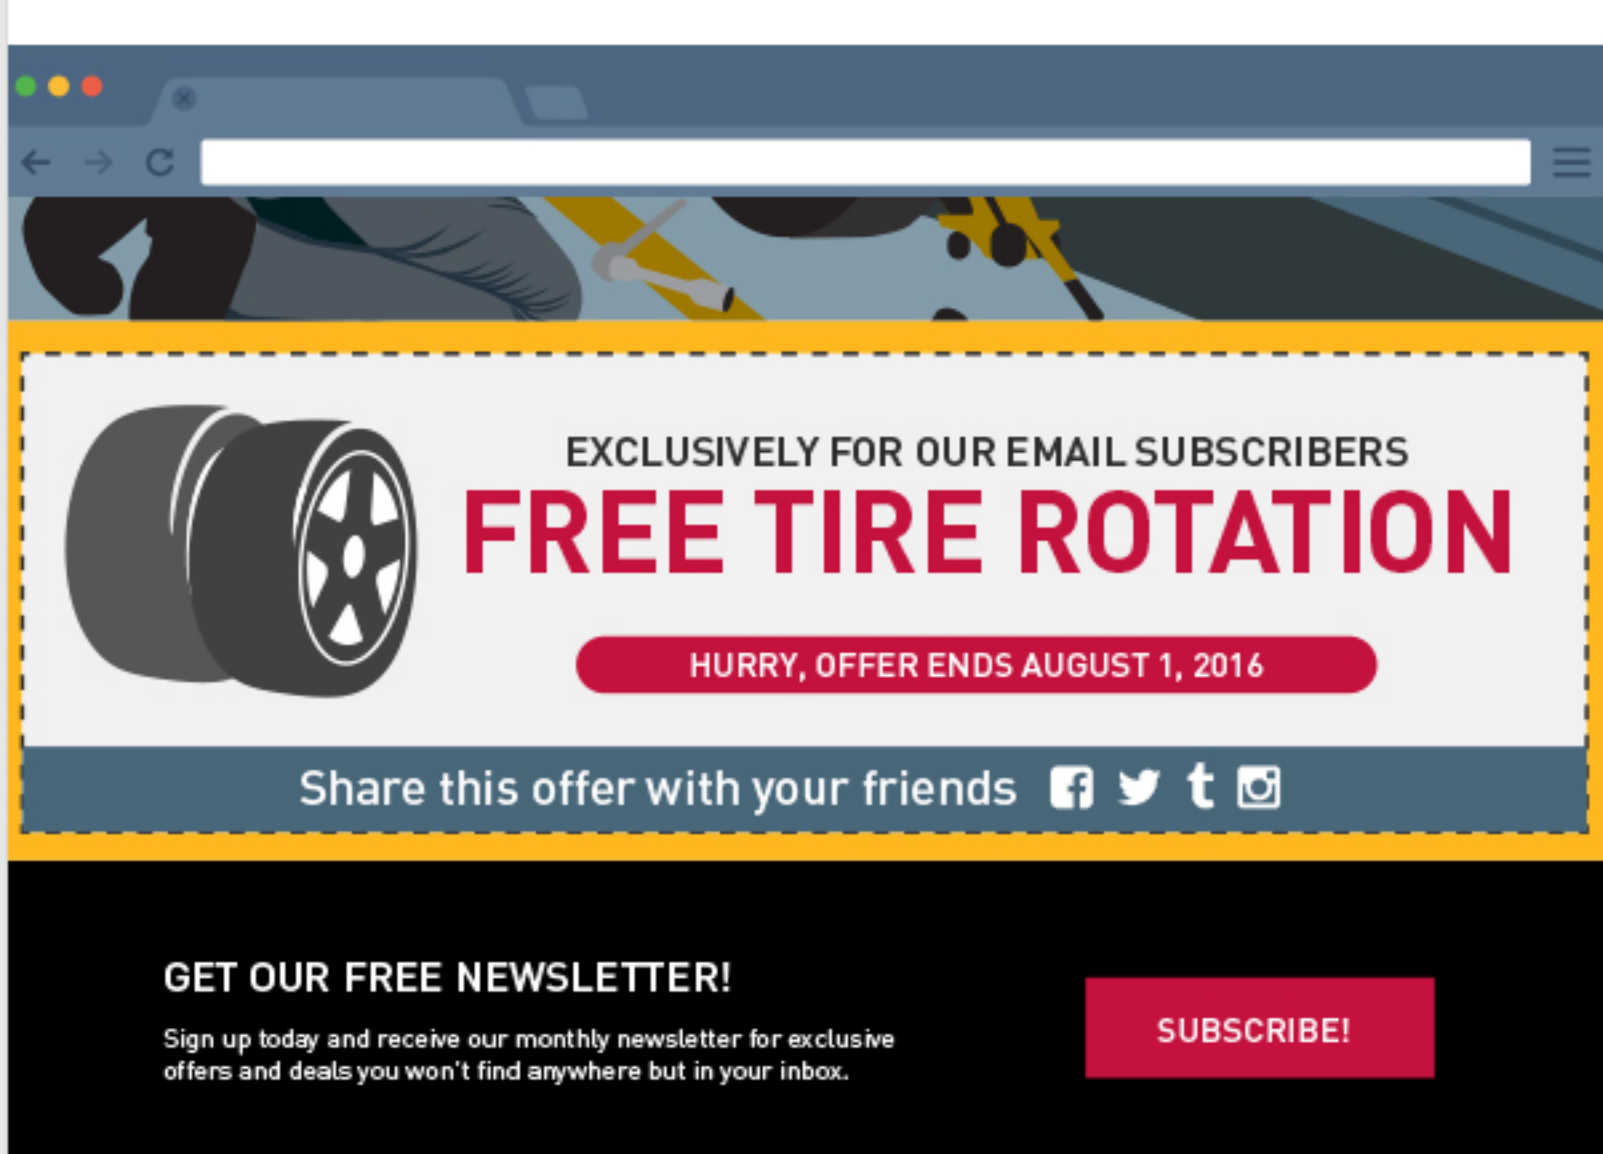 EXCLUSIVELY FOR OUR EMAIL SUBSCRIBERS
FREE TIRE ROTATION
HURRY, OFFER ENDS AUGUST 1, 2016
Share this offer with your friends
GET OUR FREE NEWSLETTER!
Sign up today and receive our monthly newsletter for exclusive
offers and deals you won't find anywhere but in your inbox.
SUBSCRIBE!